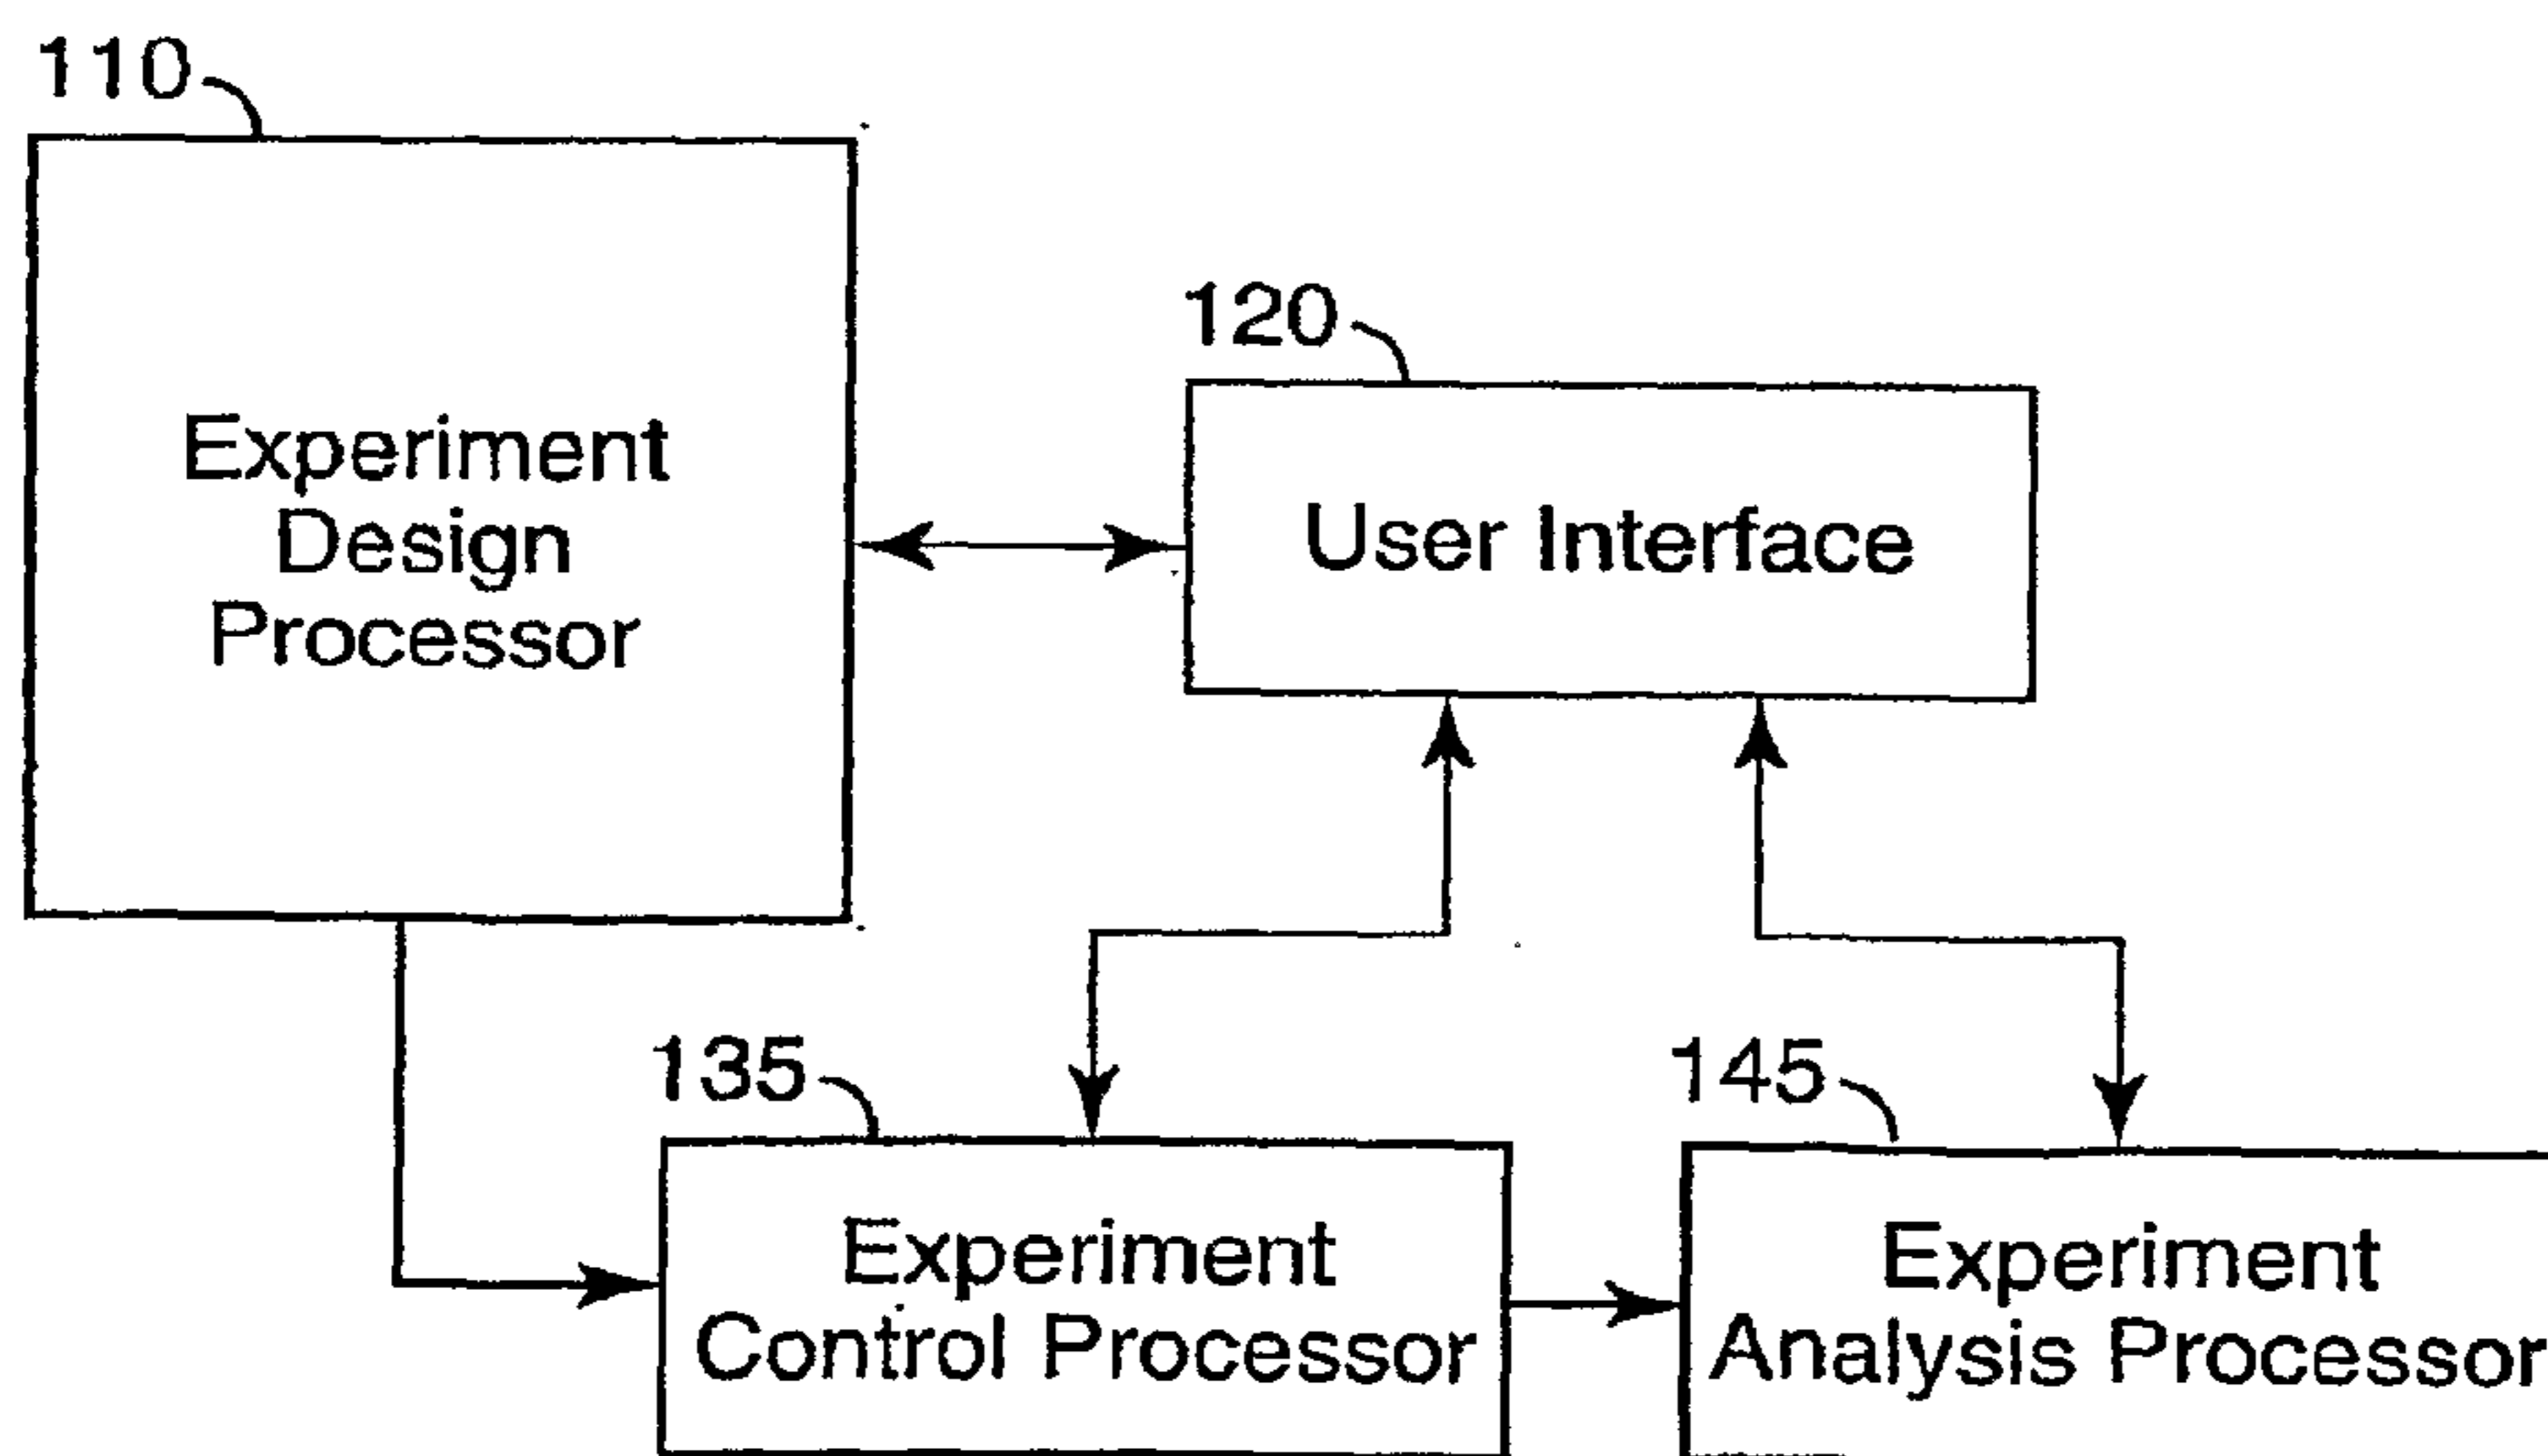 110
Experiment
Design
Processor
120
User Interface
135
Experiment
Control Processor
145
Experiment
Analysis Processor